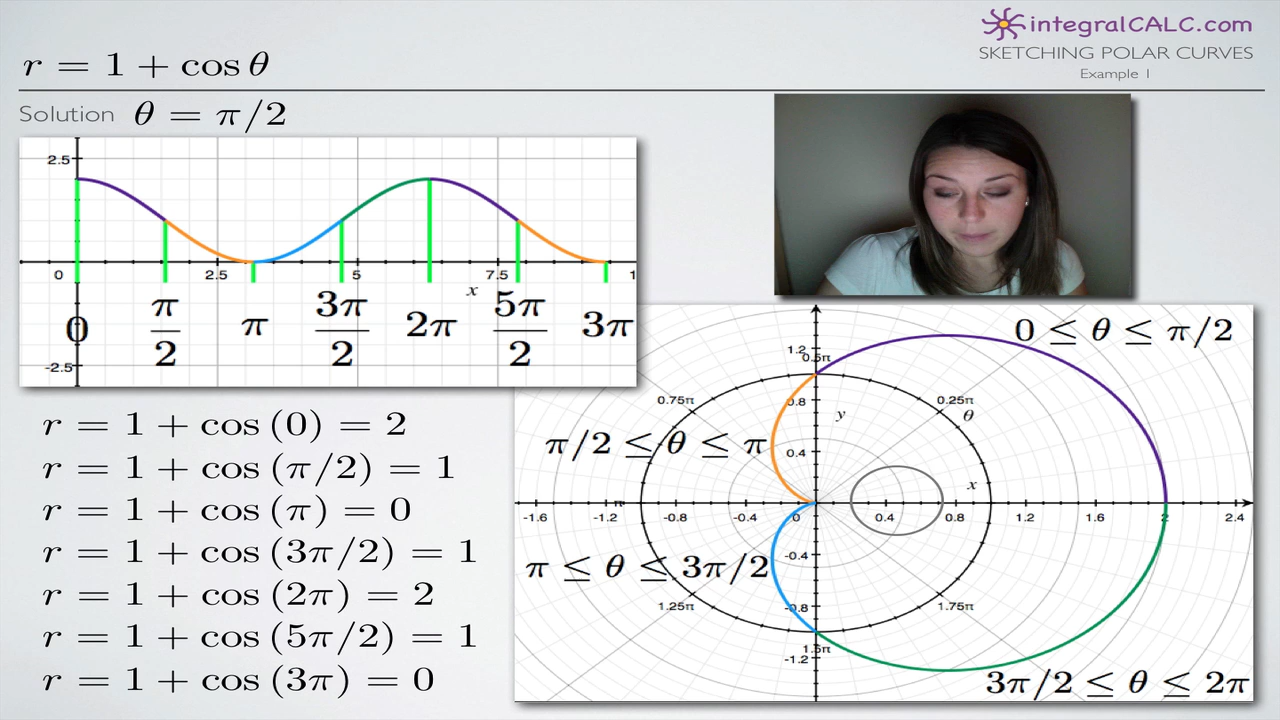 integralCALC.com
SKETCHING POLAR CURVES
Example 1
r = 1 + cos θ
Solution θ = π/2
2.5
0 2.5 5 7.5 1
x
0 π/2 π 3π/2 2π 5π/2 3π
-2.5
r = 1 + cos (0) = 2
r = 1 + cos (π/2) = 1
r = 1 + cos (π) = 0
r = 1 + cos (3π/2) = 1
r = 1 + cos (2π) = 2
r = 1 + cos (5π/2) = 1
r = 1 + cos (3π) = 0
0 ≤ θ ≤ π/2
1.2
0.5π
0.75π 0.8 0.25π
y θ
π/2 ≤ θ ≤ π
0.4
x
π
-1.6 -1.2 -0.8 -0.4 0 0.4 0.8 1.2 1.6 2 2.4
-0.4
π ≤ θ ≤ 3π/2
1.25π -0.8 1.75π
1.5π
-1.2
3π/2 ≤ θ ≤ 2π